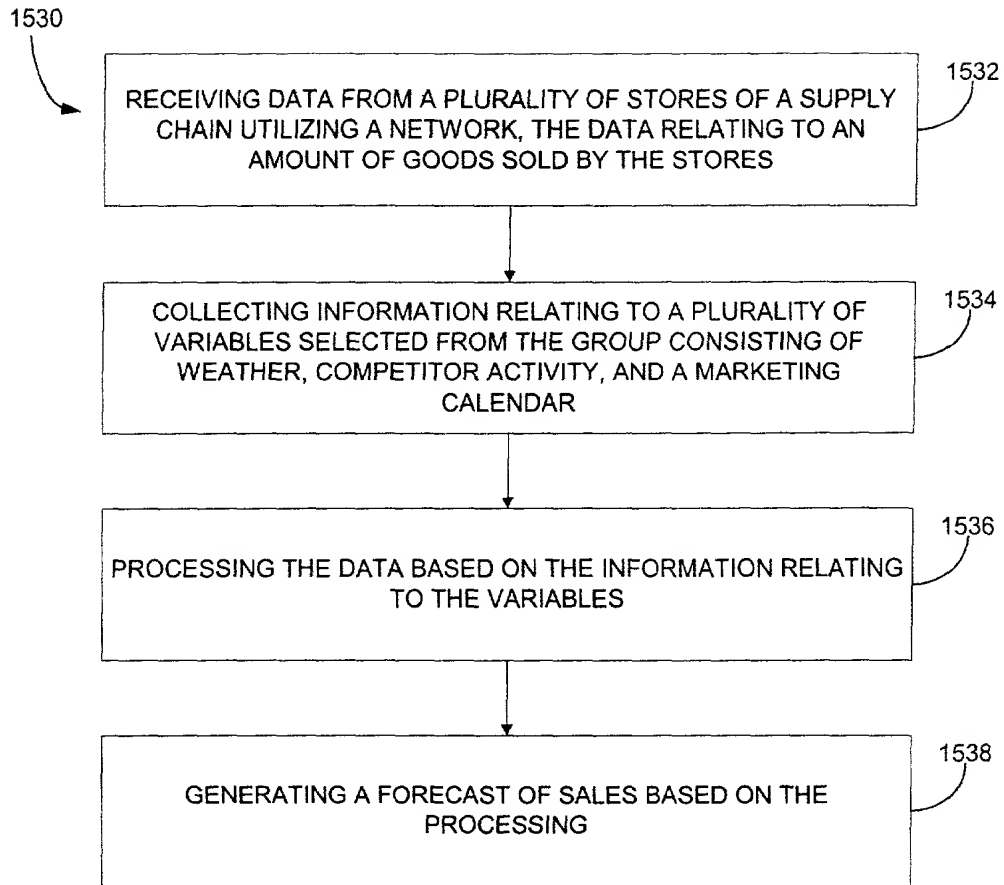 1530
1532
RECEIVING DATA FROM A PLURALITY OF STORES OF A SUPPLY
CHAIN UTILIZING A NETWORK, THE DATA RELATING TO AN
AMOUNT OF GOODS SOLD BY THE STORES
1534
COLLECTING INFORMATION RELATING TO A PLURALITY OF
VARIABLES SELECTED FROM THE GROUP CONSISTING OF
WEATHER, COMPETITOR ACTIVITY, AND A MARKETING
CALENDAR
1536
PROCESSING THE DATA BASED ON THE INFORMATION RELATING
TO THE VARIABLES
1538
GENERATING A FORECAST OF SALES BASED ON THE
PROCESSING